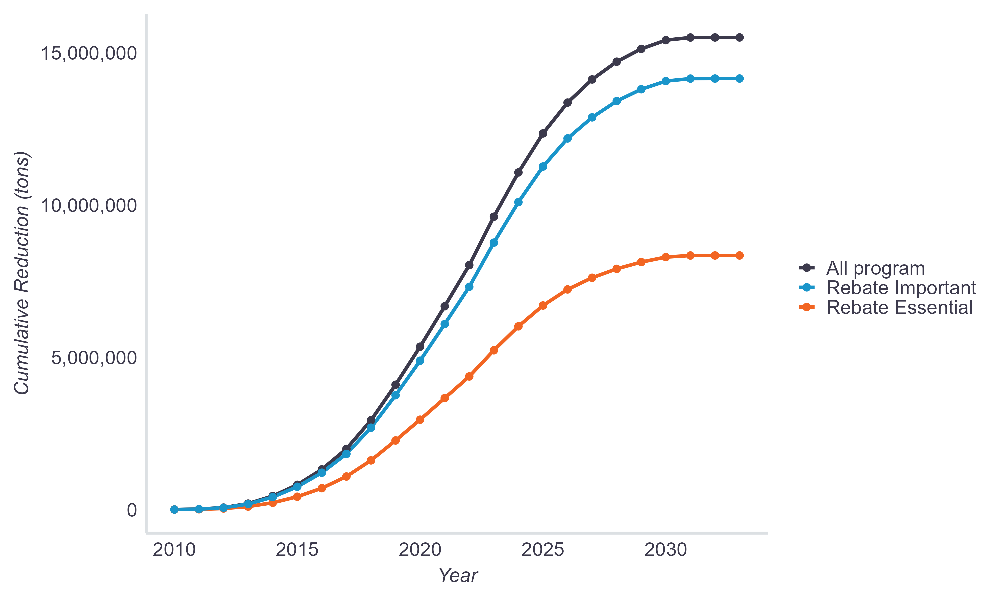 15,000,000
10,000,000
5,000,000
0
Cumulative Reduction (tons)
2010 2015 2020 2025 2030
Year
All program
Rebate Important
Rebate Essential